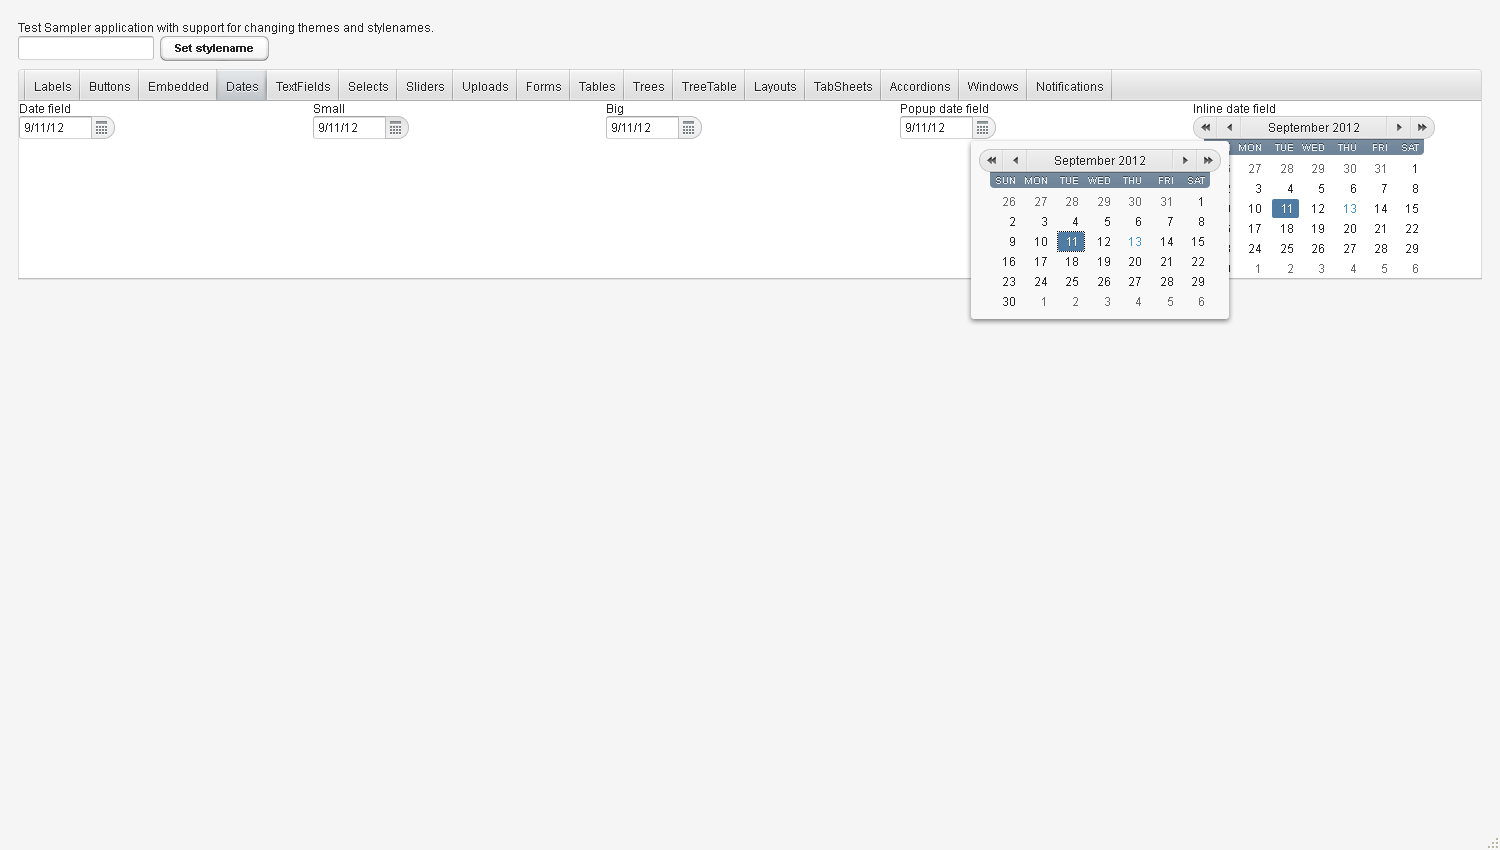 Test Sampler application with support for changing themes and stylenames.
Set stylename
Labels Buttons Embedded Dates TextFields Selects Sliders Uploads Forms Tables Trees TreeTable Layouts TabSheets Accordions Windows Notifications
Date field Small Big Popup date field Inline date field
9/11/12 9/11/12 9/11/12 9/11/12
September 2012
SUN MON TUE WED THU FRI SAT
26 27 28 29 30 31 1
2 3 4 5 6 7 8
9 10 11 12 13 14 15
16 17 18 19 20 21 22
23 24 25 26 27 28 29
30 1 2 3 4 5 6
September 2012
MON TUE WED THU FRI SAT
27 28 29 30 31 1
3 4 5 6 7 8
10 11 12 13 14 15
17 18 19 20 21 22
24 25 26 27 28 29
1 2 3 4 5 6